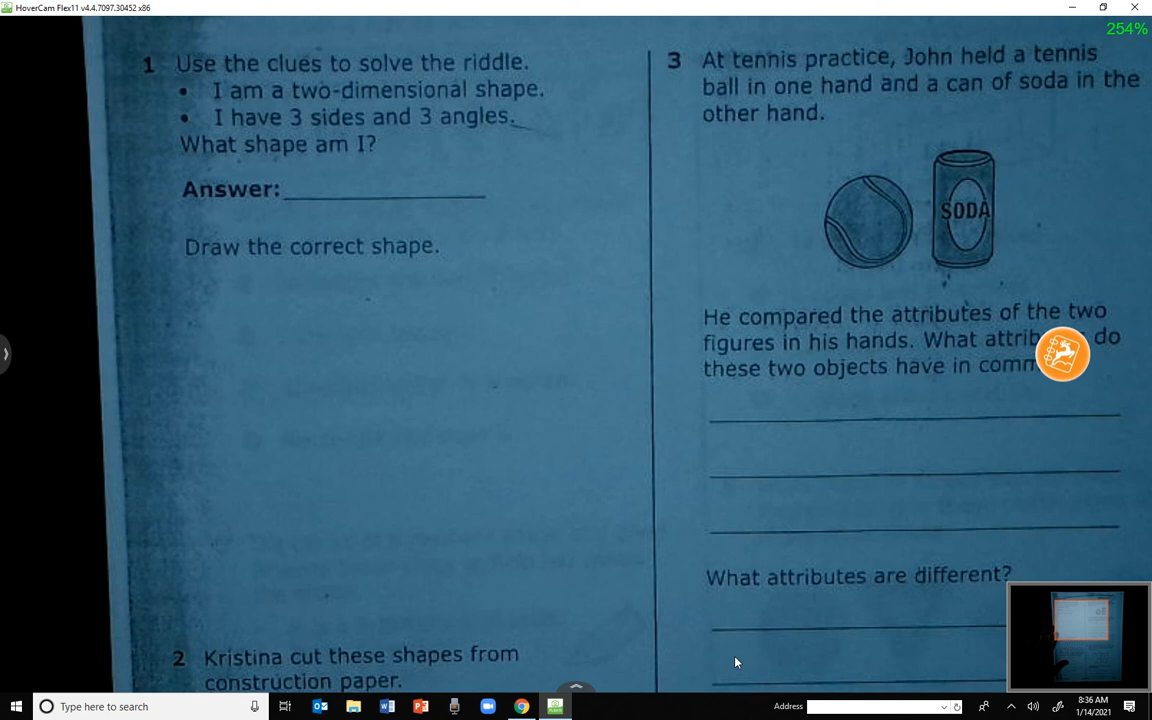 HoverCam Flex11 v4.4.7097.30452 x86
254%
1 Use the clues to solve the riddle.
• I am a two-dimensional shape.
• I have 3 sides and 3 angles.
What shape am I?
Answer:
Draw the correct shape.
2 Kristina cut these shapes from
construction paper.
3 At tennis practice, John held a tennis
ball in one hand and a can of soda in the
other hand.
SODA
He compared the attributes of the two
figures in his hands. What do
these two objects have in
What attributes are different?
Type here to search
Address
8:36 AM
1/14/2021